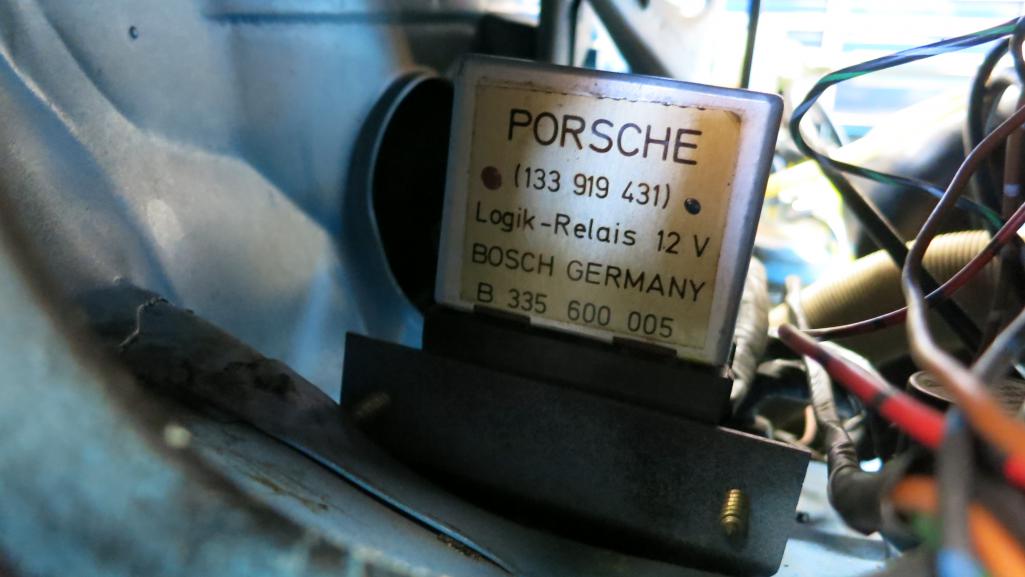 PORSCHE
(133 919 431)
Logik-Relais 12 V
BOSCH GERMANY
B 335 600 005